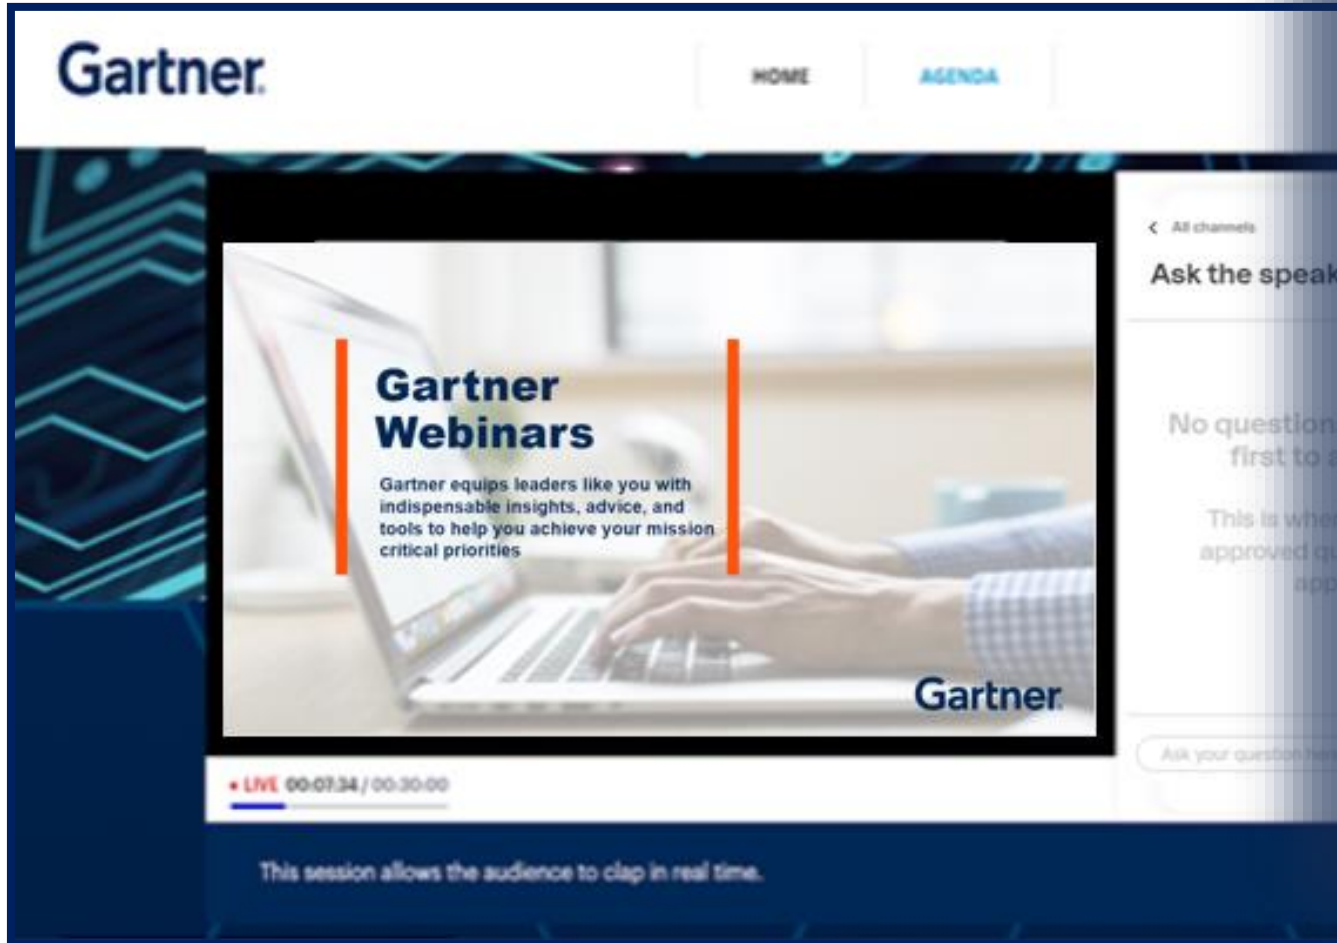 Gartner®
HOME
AGENDA
< All channels
Ask the speak
No question
first to a
This is whe
approved qu
app
Gartner
Webinars
Gartner equips leaders like you with
indispensable insights, advice, and
tools to help you achieve your mission
critical priorities
Gartner®
Ask your question here
• LIVE 00:07:34 / 00:30:00
This session allows the audience to clap in real time.